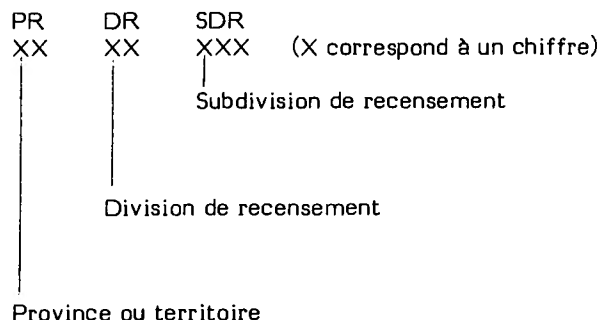 PR DR SDR
XX XX XXX (X correspond à un chiffre)
Subdivision de recensement
Division de recensement
Province ou territoire